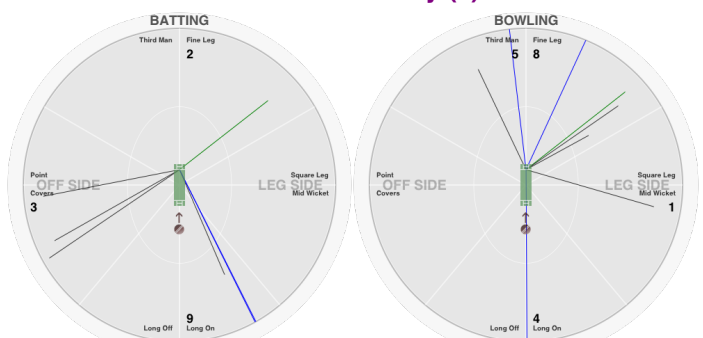 BATTING
Third Man Fine Leg
2
Point
OFF SIDE
Covers
3
Square Leg
LEG SIDE
Mid Wicket
9
Long Off Long On
BOWLING
Third Man Fine Leg
5 8
Point
OFF SIDE
Covers
Square Leg
LEG SIDE
Mid Wicket
1
4
Long Off Long On